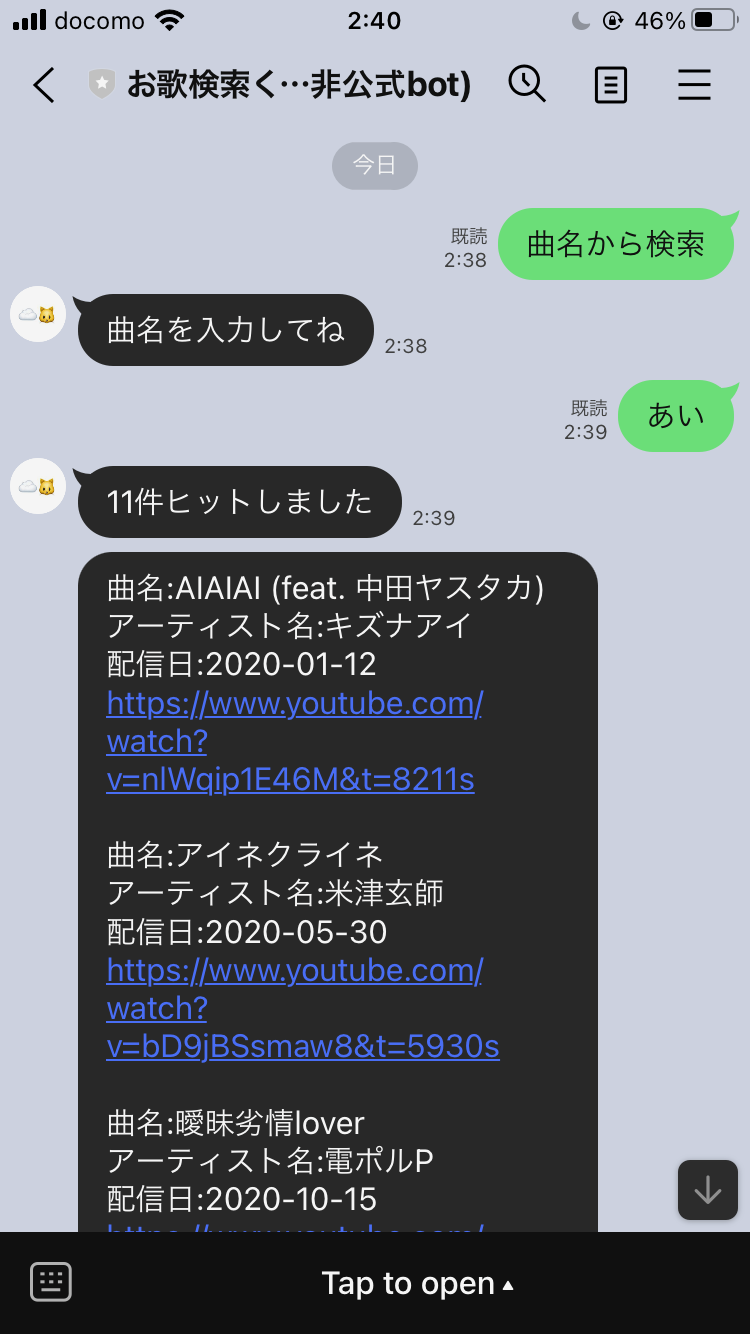 docomo 2:40 46%
お歌検索く…非公式bot)
今日
曲名から検索
既読
2:38
曲名を入力してね
2:38
あい
既読
2:39
11件ヒットしました
2:39
曲名:AIAIAI (feat. 中田ヤスタカ)
アーティスト名:キズナアイ
配信日:2020-01-12
https://www.youtube.com/
watch?
v=nlWqip1E46M&t=8211s
曲名:アイネクライネ
アーティスト名:米津玄師
配信日:2020-05-30
https://www.youtube.com/
watch?
v=bD9jBSsmaw8&t=5930s
曲名:曖昧劣情lover
アーティスト名:電ポルP
配信日:2020-10-15
https://www.youtube.com/
Tap to open